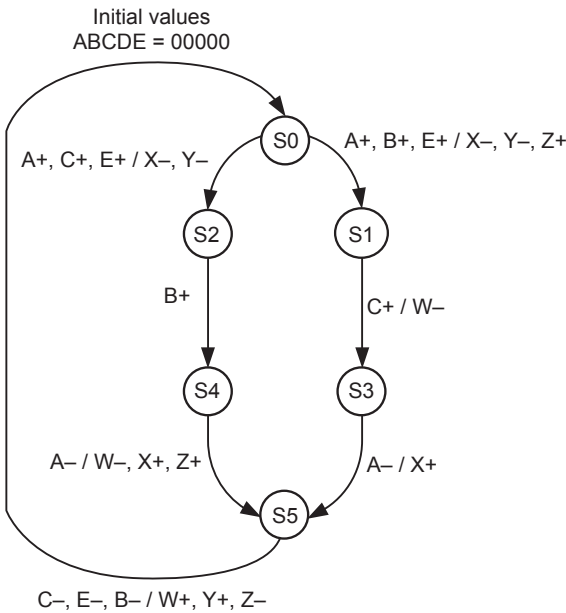 Initial values
ABCDE = 00000
S0
A+, C+, E+ / X–, Y–
A+, B+, E+ / X–, Y–, Z+
S2
S1
B+
C+ / W–
S4
S3
A– / W–, X+, Z+
A– / X+
S5
C–, E–, B– / W+, Y+, Z–